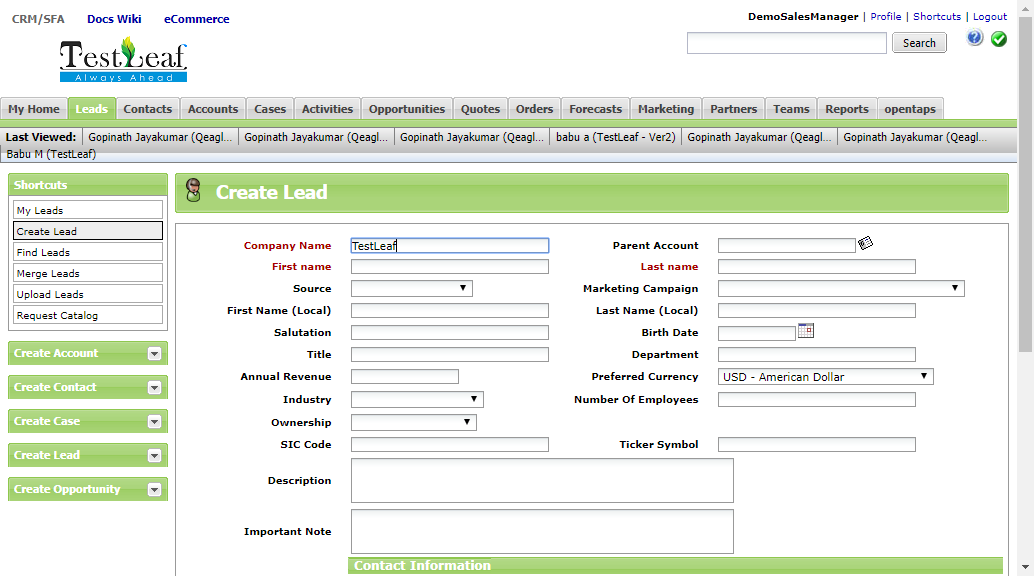 CRM/SFA Docs Wiki eCommerce
DemoSalesManager | Profile | Shortcuts | Logout
TestLeaf
Always Ahead
Search
My Home Leads Contacts Accounts Cases Activities Opportunities Quotes Orders Forecasts Marketing Partners Teams Reports opentaps
Last Viewed: Gopinath Jayakumar (Qeagl... Gopinath Jayakumar (Qeagl... Gopinath Jayakumar (Qeagl... babu a (TestLeaf - Ver2) Gopinath Jayakumar (Qeagl... Gopinath Jayakumar (Qeagl...
Babu M (TestLeaf)
Shortcuts
My Leads
Create Lead
Find Leads
Merge Leads
Upload Leads
Request Catalog
Create Account
Create Contact
Create Case
Create Lead
Create Opportunity
Create Lead
Company Name TestLeaf Parent Account
First name Last name
Source Marketing Campaign
First Name (Local) Last Name (Local)
Salutation Birth Date
Title Department
Annual Revenue Preferred Currency USD - American Dollar
Industry Number Of Employees
Ownership
SIC Code Ticker Symbol
Description
Important Note
Contact Information